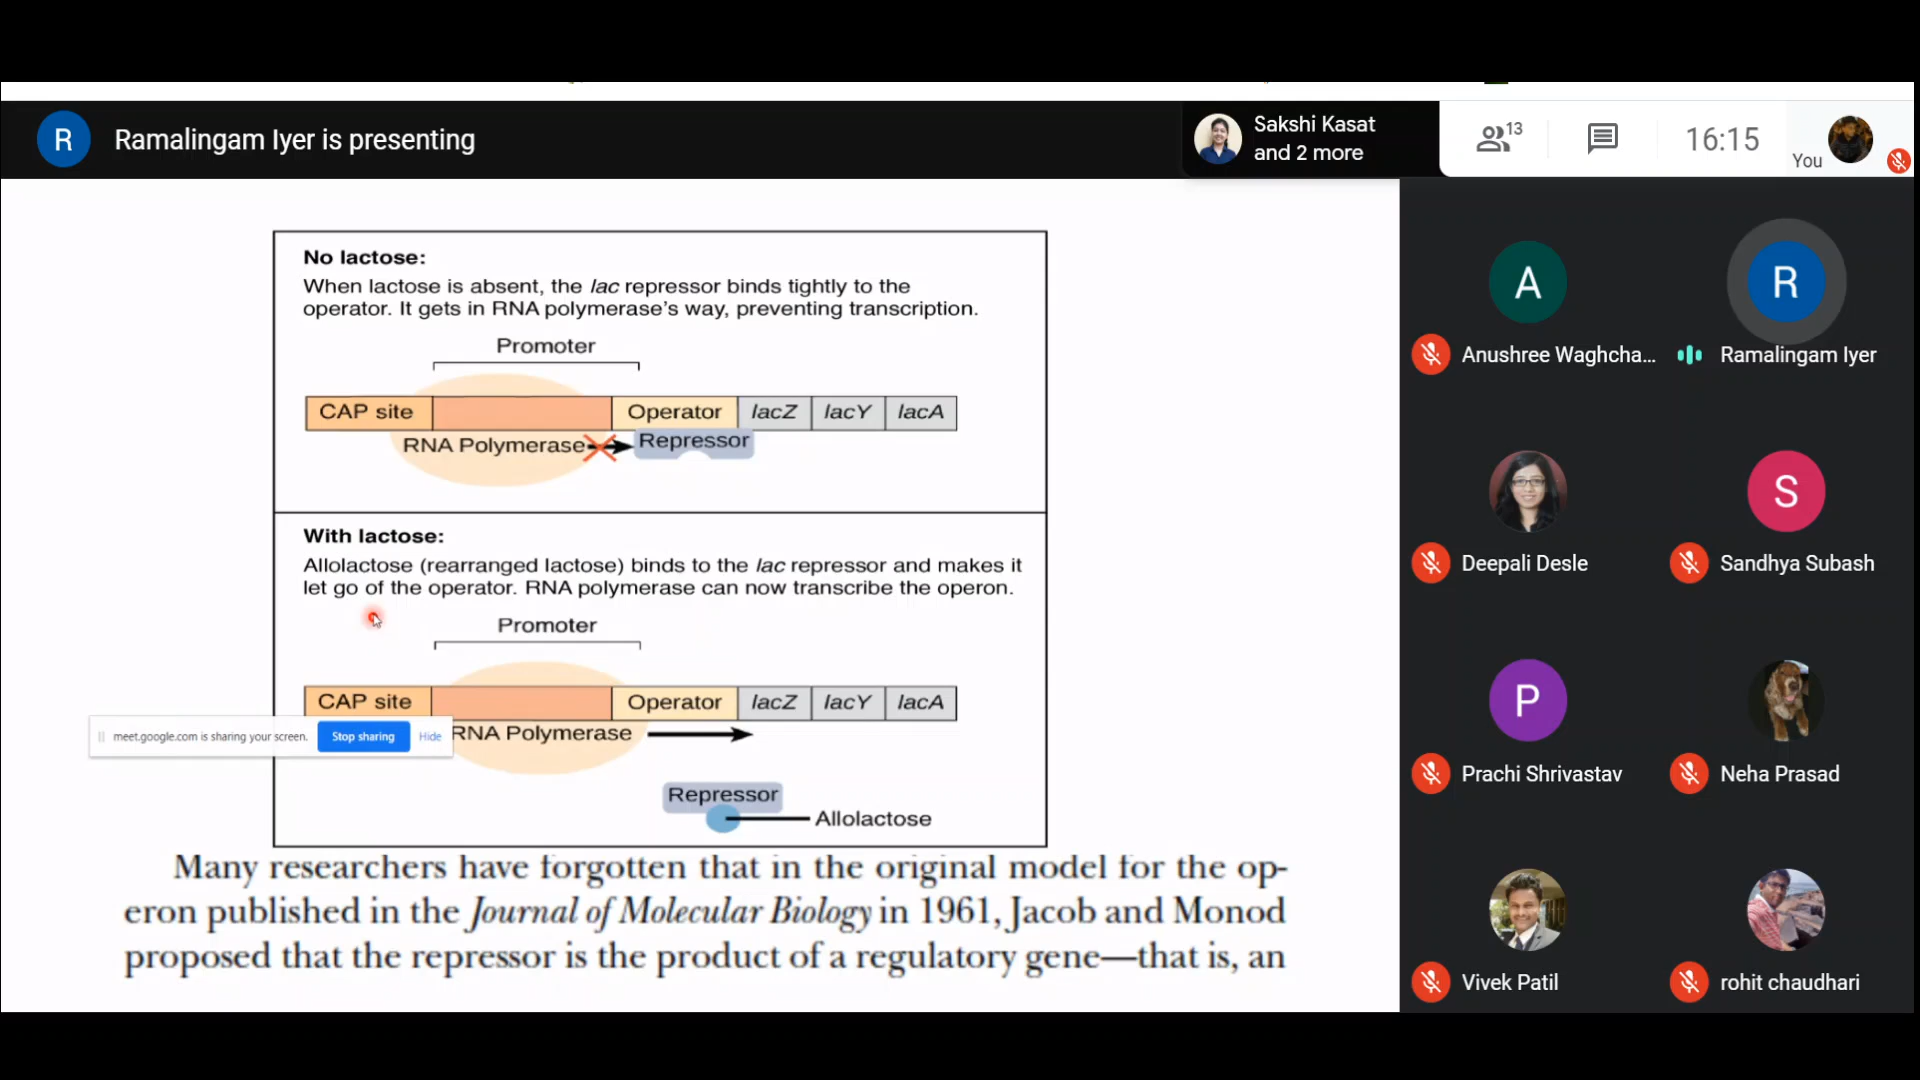 R
Ramalingam Iyer is presenting
Sakshi Kasat
and 2 more
13
16:15
You
No lactose:
When lactose is absent, the lac repressor binds tightly to the
operator. It gets in RNA polymerase's way, preventing transcription.
Promoter
CAP site
Operator
lacZ
lacY
lacA
RNA Polymerase
Repressor
With lactose:
Allolactose (rearranged lactose) binds to the lac repressor and makes it
let go of the operator. RNA polymerase can now transcribe the operon.
Promoter
CAP site
Operator
lacZ
lacY
lacA
meet.google.com is sharing your screen.
Stop sharing
Hide
RNA Polymerase
Repressor
Allolactose
Many researchers have forgotten that in the original model for the op-
eron published in the Journal of Molecular Biology in 1961, Jacob and Monod
proposed that the repressor is the product of a regulatory gene—that is, an
A
Anushree Waghcha...
R
Ramalingam Iyer
Deepali Desle
S
Sandhya Subash
P
Prachi Shrivastav
Neha Prasad
Vivek Patil
rohit chaudhari